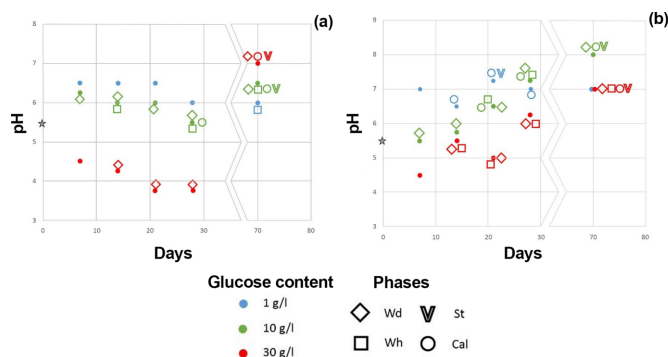 (a)
8
7
6
5
4
3
pH
0 10 20 30 70 80
Days
(b)
9
8
7
6
5
4
3
pH
0 10 20 30 70 80
Days
Glucose content
1 g/l
10 g/l
30 g/l
Phases
Wd St
Wh Cal